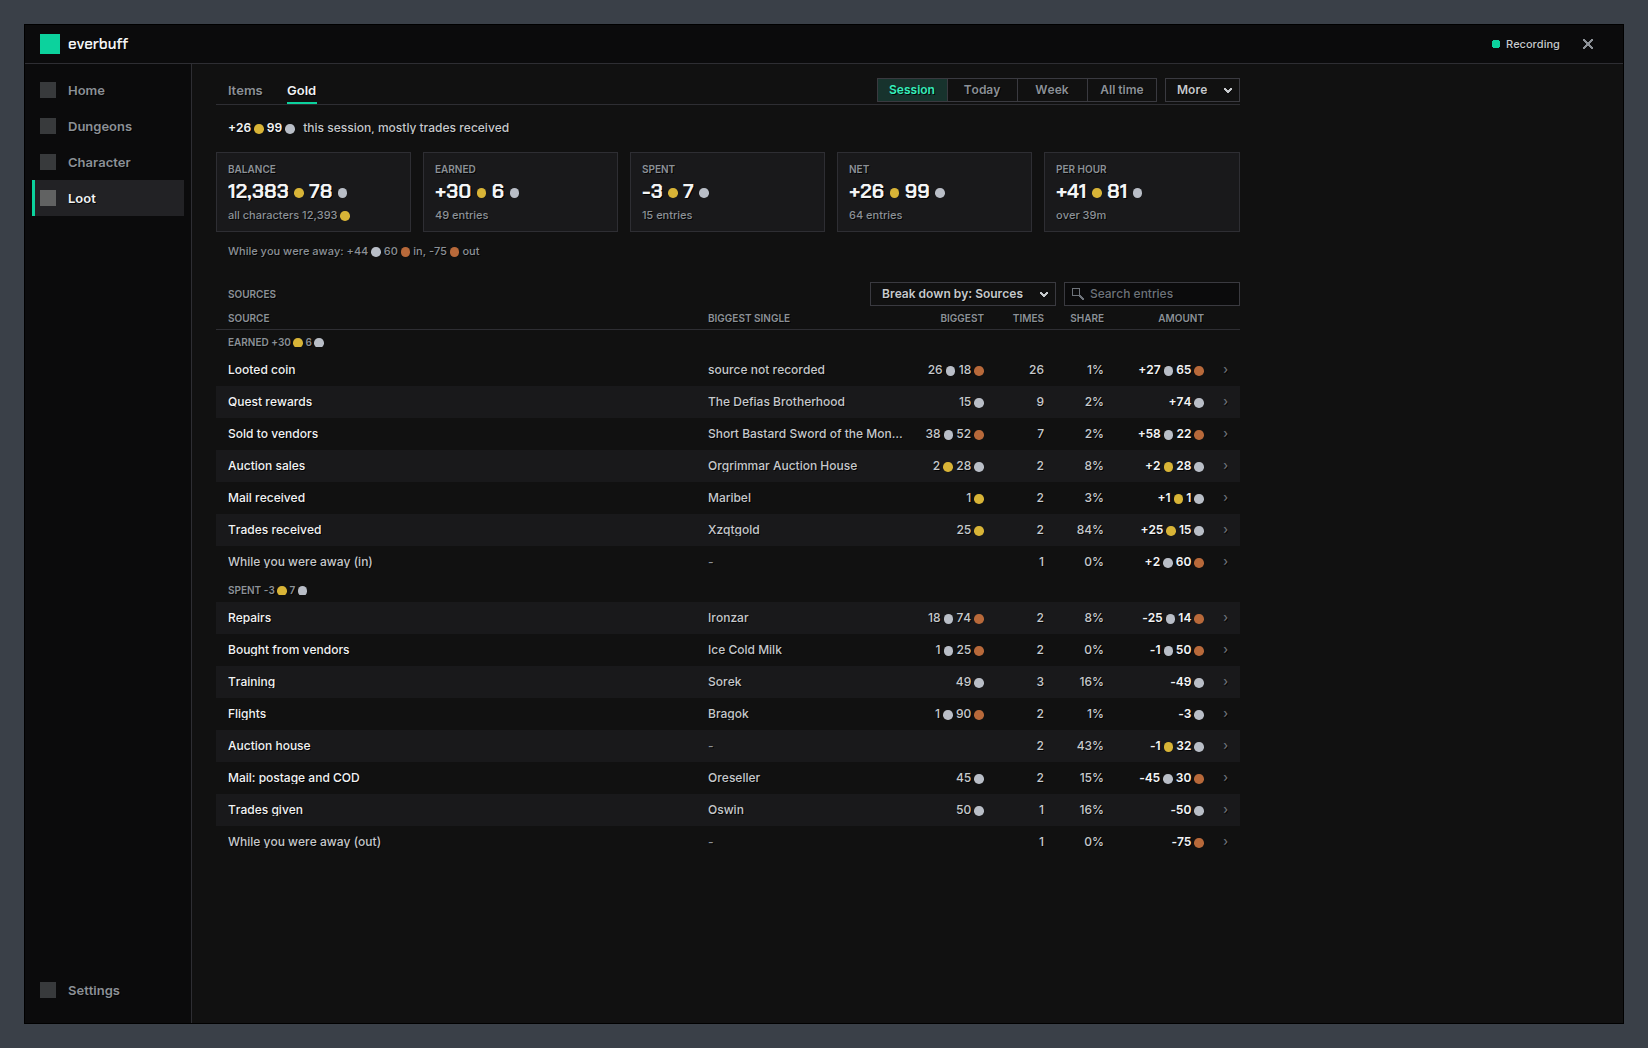 everbuff
Recording
Home
Dungeons
Character
Loot
Settings
Items Gold
Session Today Week All time More
+26 99 this session, mostly trades received
BALANCE
12,383 78
all characters 12,393
EARNED
+30 6
49 entries
SPENT
-3 7
15 entries
NET
+26 99
64 entries
PER HOUR
+41 81
over 39m
While you were away: +44 60 in, -75 out
SOURCES
Break down by: Sources
Search entries
SOURCE BIGGEST SINGLE BIGGEST TIMES SHARE AMOUNT
EARNED +30 6
Looted coin source not recorded 26 18 26 1% +27 65
Quest rewards The Defias Brotherhood 15 9 2% +74
Sold to vendors Short Bastard Sword of the Mon... 38 52 7 2% +58 22
Auction sales Orgrimmar Auction House 2 28 2 8% +2 28
Mail received Maribel 1 2 3% +1 1
Trades received Xzqtgold 25 2 84% +25 15
While you were away (in) - 1 0% +2 60
SPENT -3 7
Repairs Ironzar 18 74 2 8% -25 14
Bought from vendors Ice Cold Milk 1 25 2 0% -1 50
Training Sorek 49 3 16% -49
Flights Bragok 1 90 2 1% -3
Auction house - 2 43% -1 32
Mail: postage and COD Oreseller 45 2 15% -45 30
Trades given Oswin 50 1 16% -50
While you were away (out) - 1 0% -75